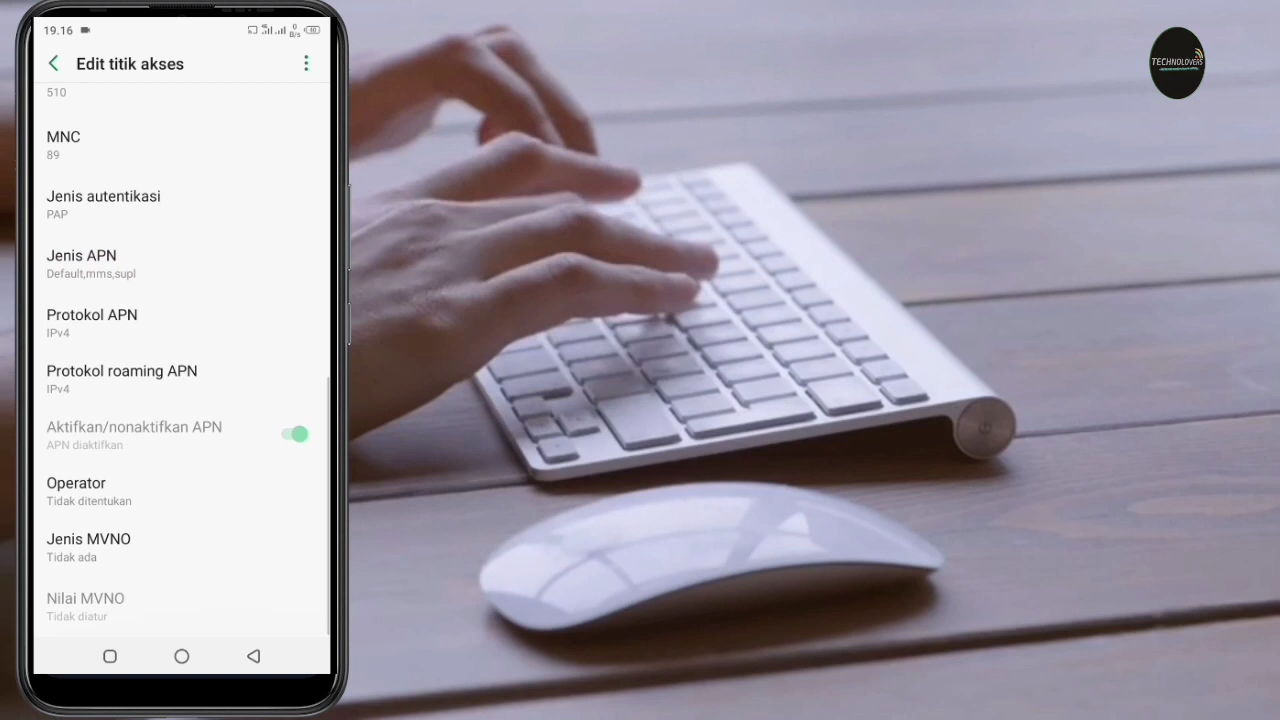 19.16
Edit titik akses
510
MNC
89
Jenis autentikasi
PAP
Jenis APN
Default,mms,supl
Protokol APN
IPv4
Protokol roaming APN
IPv4
Aktifkan/nonaktifkan APN
APN diaktifkan
Operator
Tidak ditentukan
Jenis MVNO
Tidak ada
Nilai MVNO
Tidak diatur
TECHNOLOVERS